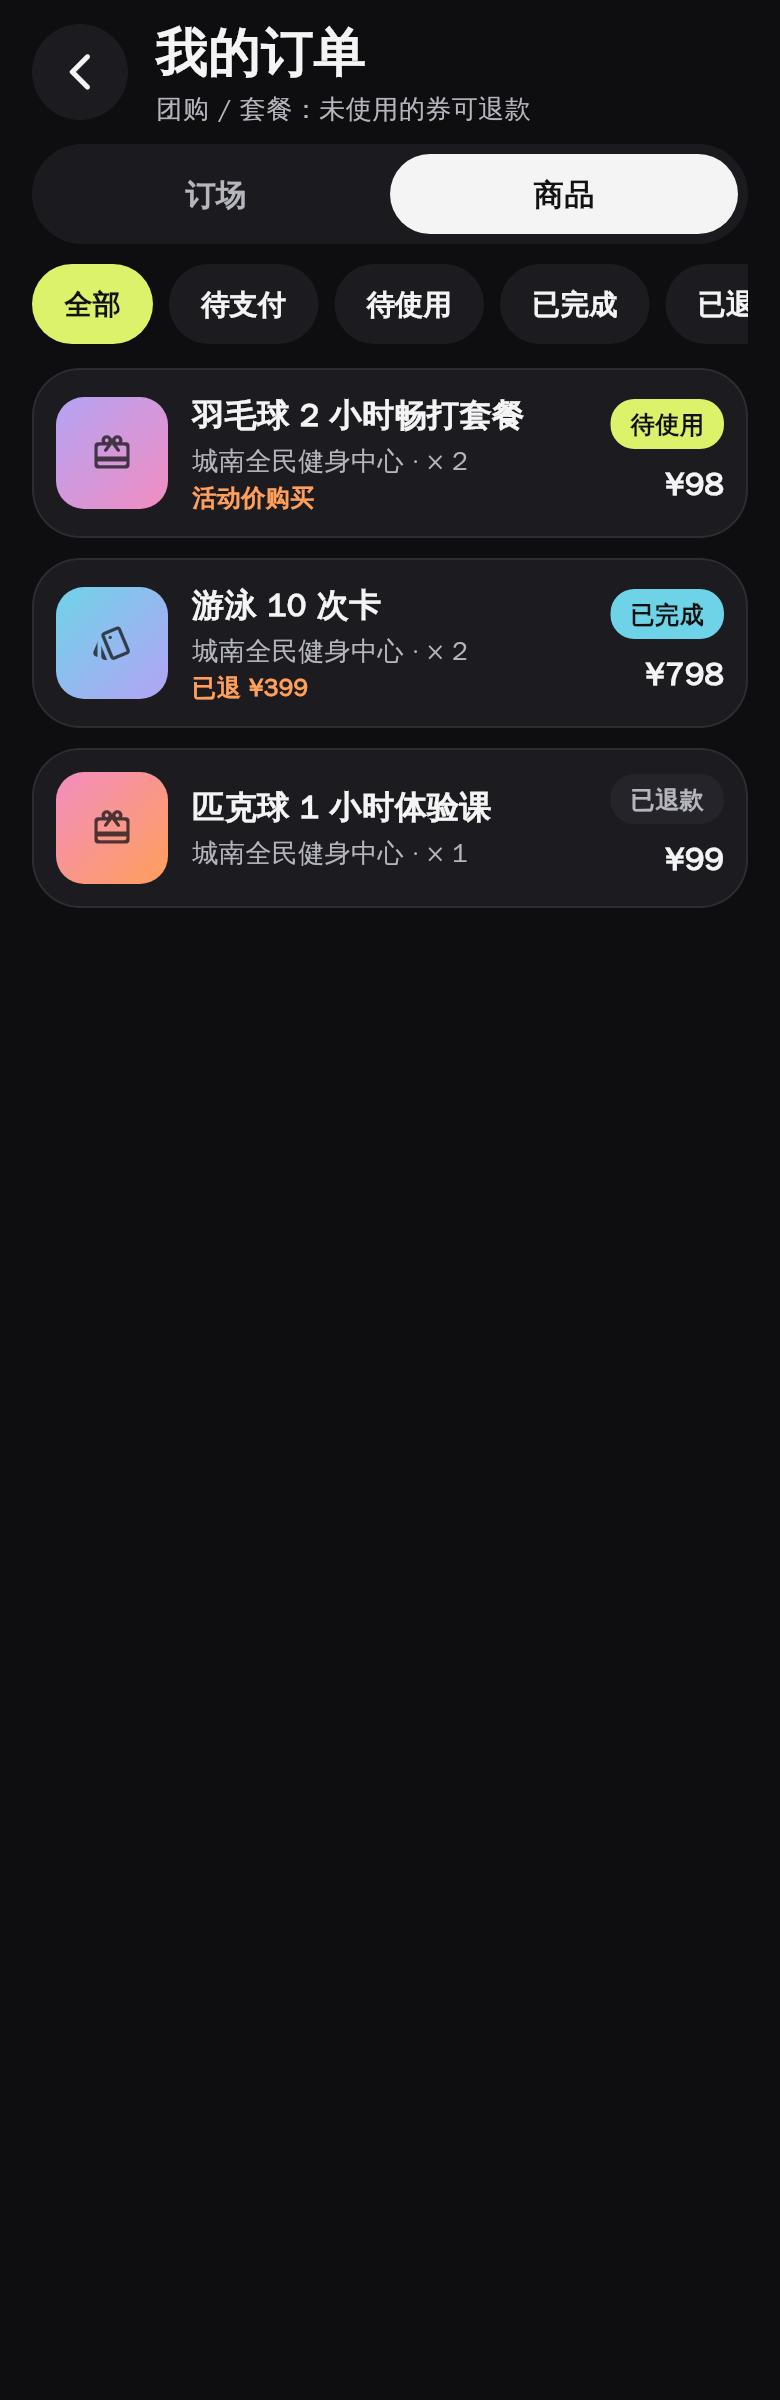 我的订单
团购 / 套餐：未使用的券可退款
订场 商品
全部 待支付 待使用 已完成 已退
羽毛球 2 小时畅打套餐
待使用
城南全民健身中心 · × 2
¥98
活动价购买
游泳 10 次卡
已完成
城南全民健身中心 · × 2
¥798
已退 ¥399
匹克球 1 小时体验课
已退款
城南全民健身中心 · × 1
¥99